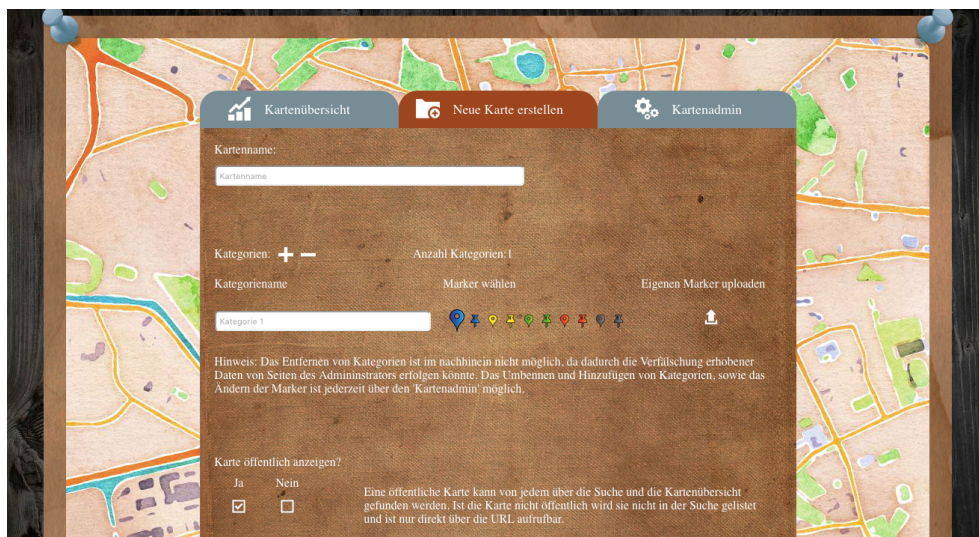 Kartenübersicht
Neue Karte erstellen
Kartenadmin
Kartenname:
Kartenname
Kategorien:
Anzahl Kategorien:1
Kategoriename
Marker wählen
Eigenen Marker uploaden
Kategorie 1
Hinweis: Das Entfernen von Kategorien ist im nachhinein nicht möglich, da dadurch die Verfälschung erhobener
Daten von Seiten des Admininstrators erfolgen könnte. Das Umbennen und Hinzufügen von Kategorien, sowie das
Ändern der Marker ist jederzeit über den 'Kartenadmin' möglich.
Karte öffentlich anzeigen?
Ja
Nein
Eine öffentliche Karte kann von jedem über die Suche und die Kartenübersicht
gefunden werden. Ist die Karte nicht öffentlich wird sie nicht in der Suche gelistet
und ist nur direkt über die URL aufrufbar.